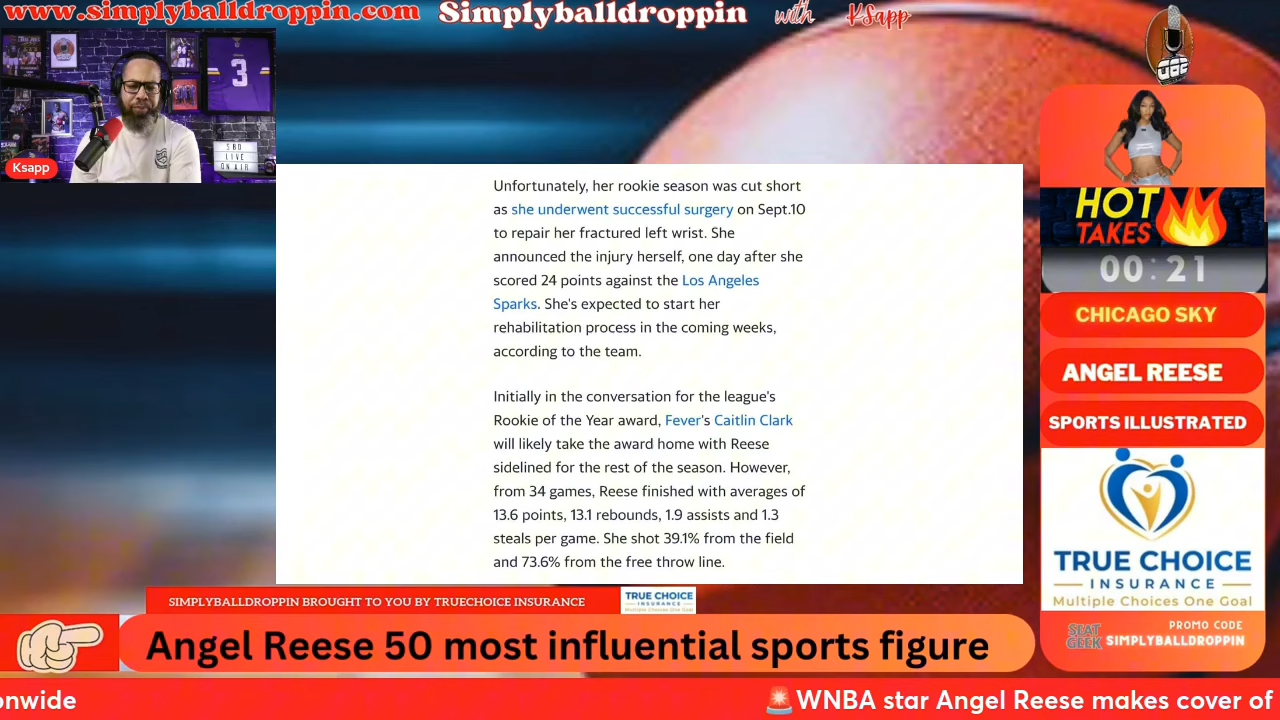 www.simplyballdroppin.com
Simplyballdroppin
with
KSapp
3
SBD
LIVE
ON AIR
Ksapp
Unfortunately, her rookie season was cut short
as she underwent successful surgery on Sept.10
to repair her fractured left wrist. She
announced the injury herself, one day after she
scored 24 points against the Los Angeles
Sparks. She's expected to start her
rehabilitation process in the coming weeks,
according to the team.
Initially in the conversation for the league's
Rookie of the Year award, Fever's Caitlin Clark
will likely take the award home with Reese
sidelined for the rest of the season. However,
from 34 games, Reese finished with averages of
13.6 points, 13.1 rebounds, 1.9 assists and 1.3
steals per game. She shot 39.1% from the field
and 73.6% from the free throw line.
HOT
TAKES
00:21
CHICAGO SKY
ANGEL REESE
SPORTS ILLUSTRATED
TRUE CHOICE
INSURANCE
Multiple Choices One Goal
SEAT
GEEK
PROMO CODE
SIMPLYBALLDROPPIN
SIMPLYBALLDROPPIN BROUGHT TO YOU BY TRUECHOICE INSURANCE
TRUE CHOICE
INSURANCE
Multiple Choices One Goal
Angel Reese 50 most influential sports figure
onwide
🚨WNBA star Angel Reese makes cover of